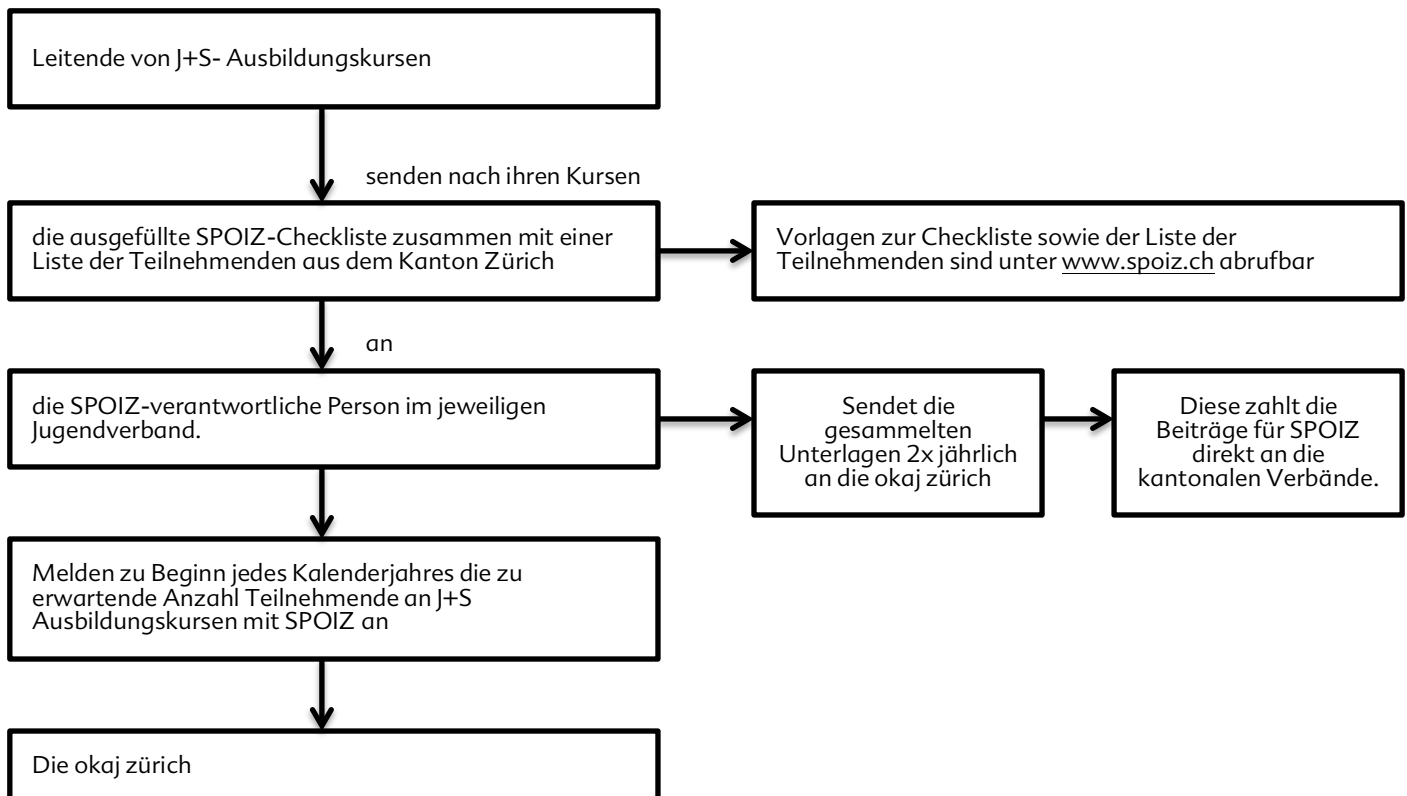 Leitende von J+S- Ausbildungskursen
senden nach ihren Kursen
die ausgefüllte SPOIZ-Checkliste zusammen mit einer
Liste der Teilnehmenden aus dem Kanton Zürich
Vorlagen zur Checkliste sowie der Liste der
Teilnehmenden sind unter www.spoiz.ch abrufbar
an
die SPOIZ-verantwortliche Person im jeweiligen
Jugendverband.
Sendet die
gesammelten
Unterlagen 2x jährlich
an die okaj zürich
Diese zahlt die
Beiträge für SPOIZ
direkt an die
kantonalen Verbände.
Melden zu Beginn jedes Kalenderjahres die zu
erwartende Anzahl Teilnehmende an J+S
Ausbildungskursen mit SPOIZ an
Die okaj zürich